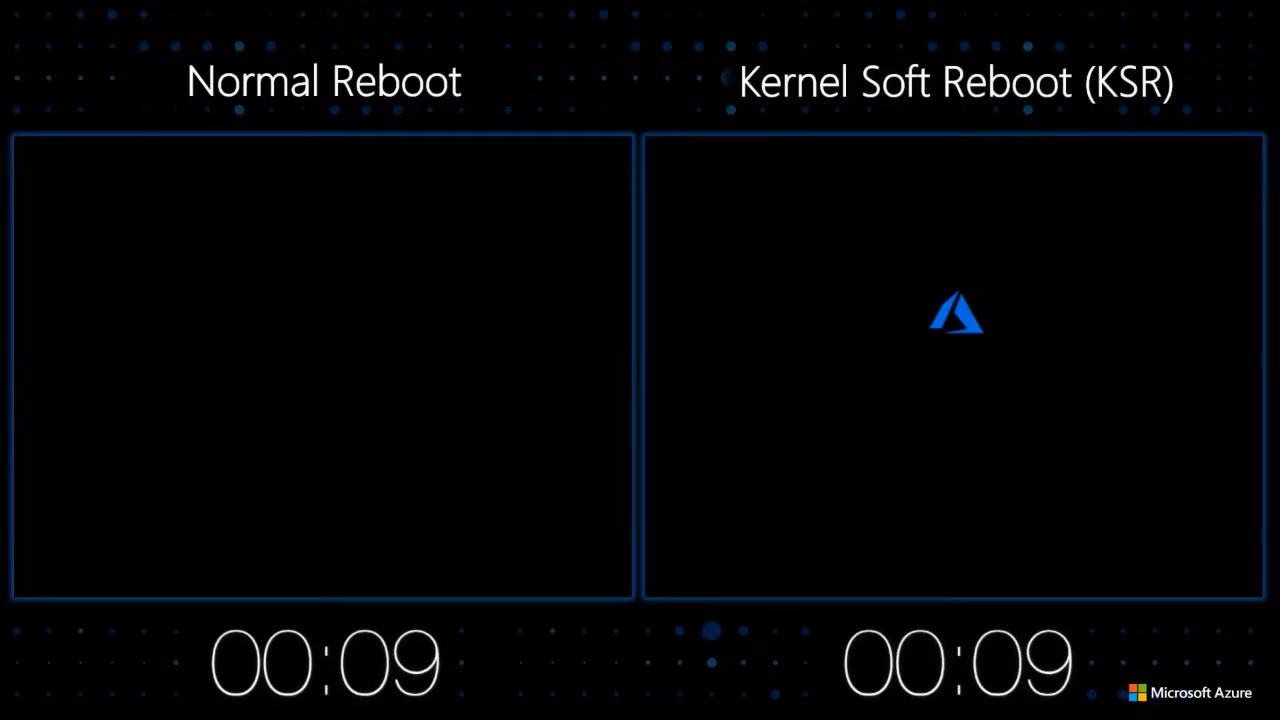 Normal Reboot
Kernel Soft Reboot (KSR)
00:09
00:09
Microsoft Azure